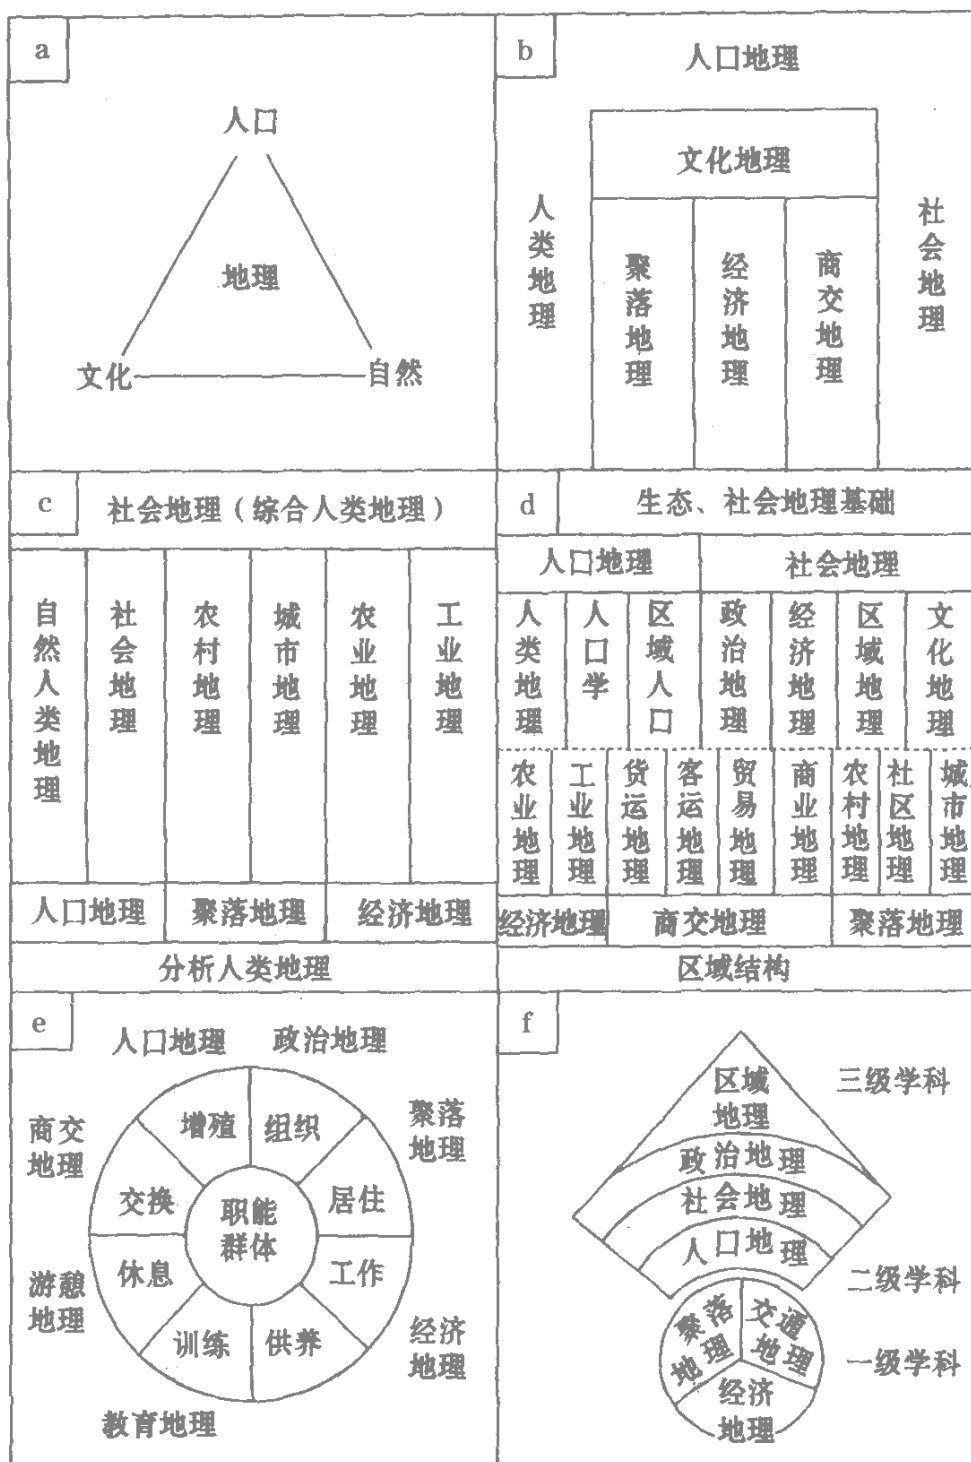 a
人口
地理
文化
自然
b
人口地理
文化地理
人类地理
聚落地理
经济地理
商交地理
社会地理
c
社会地理（综合人类地理）
自然人类地理
社会地理
农村地理
城市地理
农业地理
工业地理
人口地理
聚落地理
经济地理
分析人类地理
d
生态、社会地理基础
人口地理
社会地理
人类地理
人口学
区域人口
政治地理
经济地理
区域地理
文化地理
农业地理
工业地理
货运地理
客运地理
贸易地理
商业地理
农村地理
社区地理
城市地理
经济地理
商交地理
聚落地理
区域结构
e
人口地理
政治地理
商交
地理
聚落
地理
增殖
组织
交换
居住
职能
群体
休息
工作
训练
供养
游憩
地理
经济
地理
教育地理
f
区域
地理
三级学科
政治地理
社会地理
人口地理
二级学科
聚落
地理
交通
地理
一级学科
经济
地理